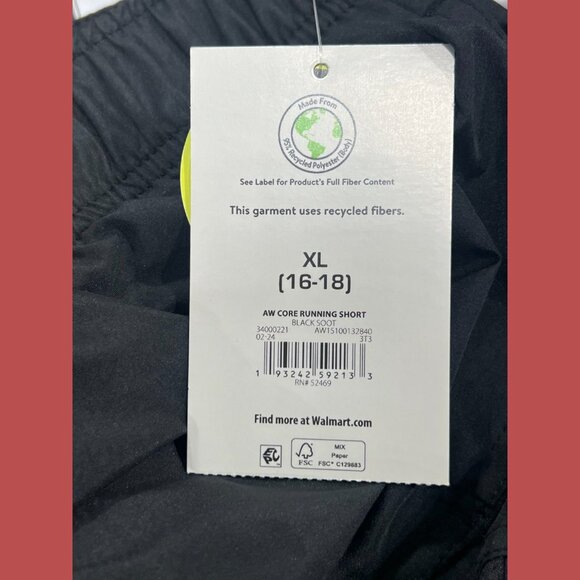 Made From
95% Recycled Polyester (Body)
See Label for Product's Full Fiber Content
This garment uses recycled fibers.
XL
(16-18)
AW CORE RUNNING SHORT
BLACK SOOT
34000221 AW1S100132840
02-24 3T3
1 93242 59213 3
RN# 52469
Find more at Walmart.com
FSC
MIX
Paper
FSC® C129683